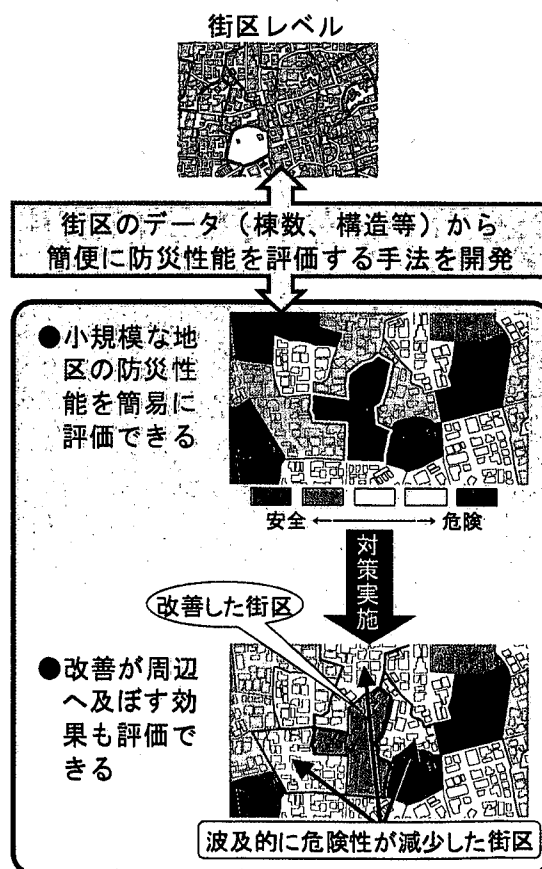 街区レベル
街区のデータ（棟数、構造等）から
簡便に防災性能を評価する手法を開発
●小規模な地
区の防災性
能を簡易に
評価できる
安全 ←→ 危険
対策実施
改善した街区
●改善が周辺
へ及ぼす効
果も評価で
きる
波及的に危険性が減少した街区